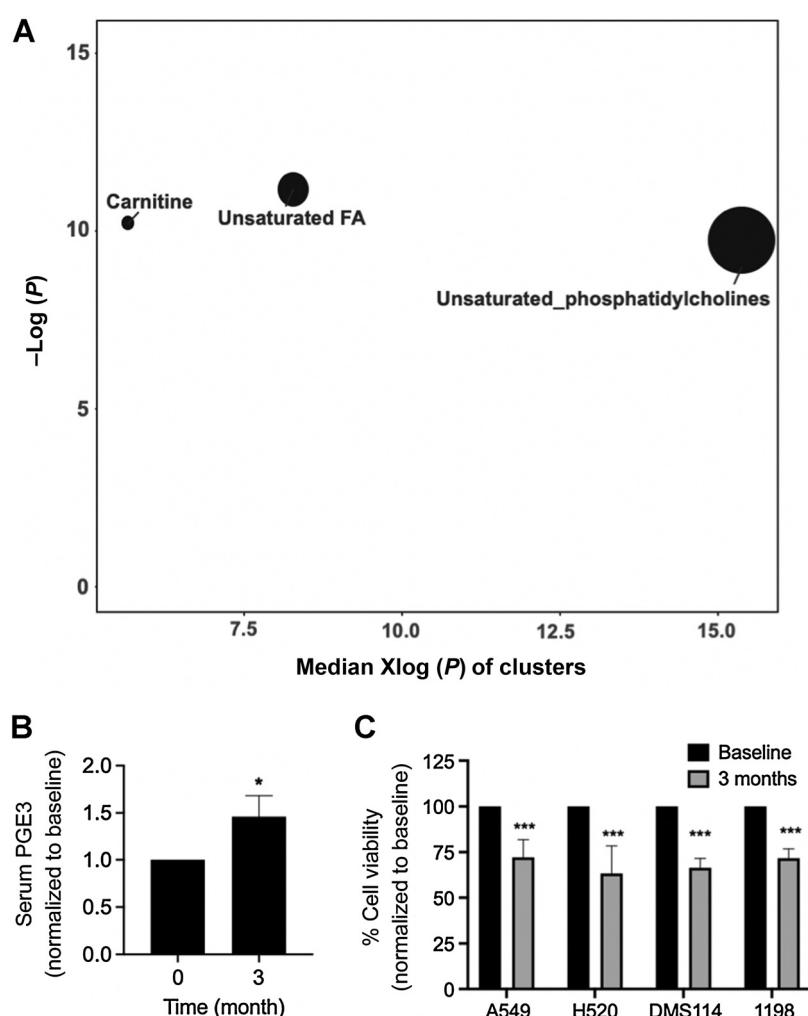 A
15
10
5
0
–Log (P)
Carnitine
Unsaturated FA
Unsaturated_phosphatidylcholines
7.5 10.0 12.5 15.0
Median Xlog (P) of clusters
B
Serum PGE3
(normalized to baseline)
2.0
1.5
1.0
0.5
0.0
*
0 3
Time (month)
C
Baseline
3 months
% Cell viability
(normalized to baseline)
125
100
75
50
25
0
*** *** *** ***
A549 H520 DMS114 1198